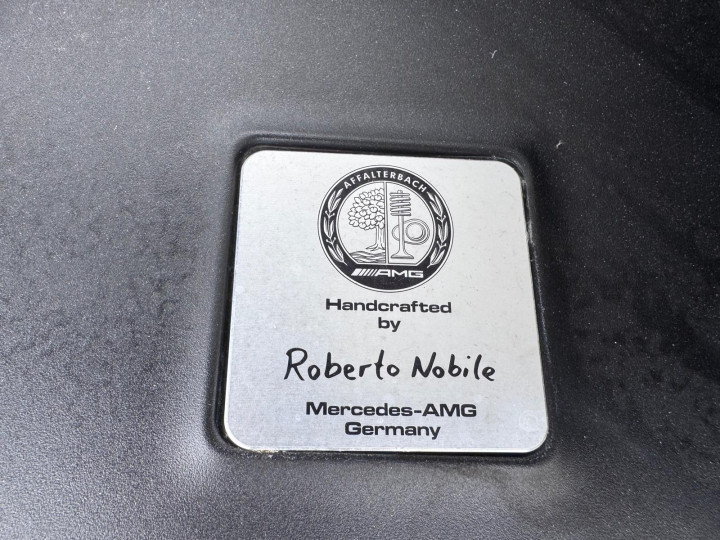 AFFALTERBACH
AMG
Handcrafted
by
Roberto Nobile
Mercedes-AMG
Germany